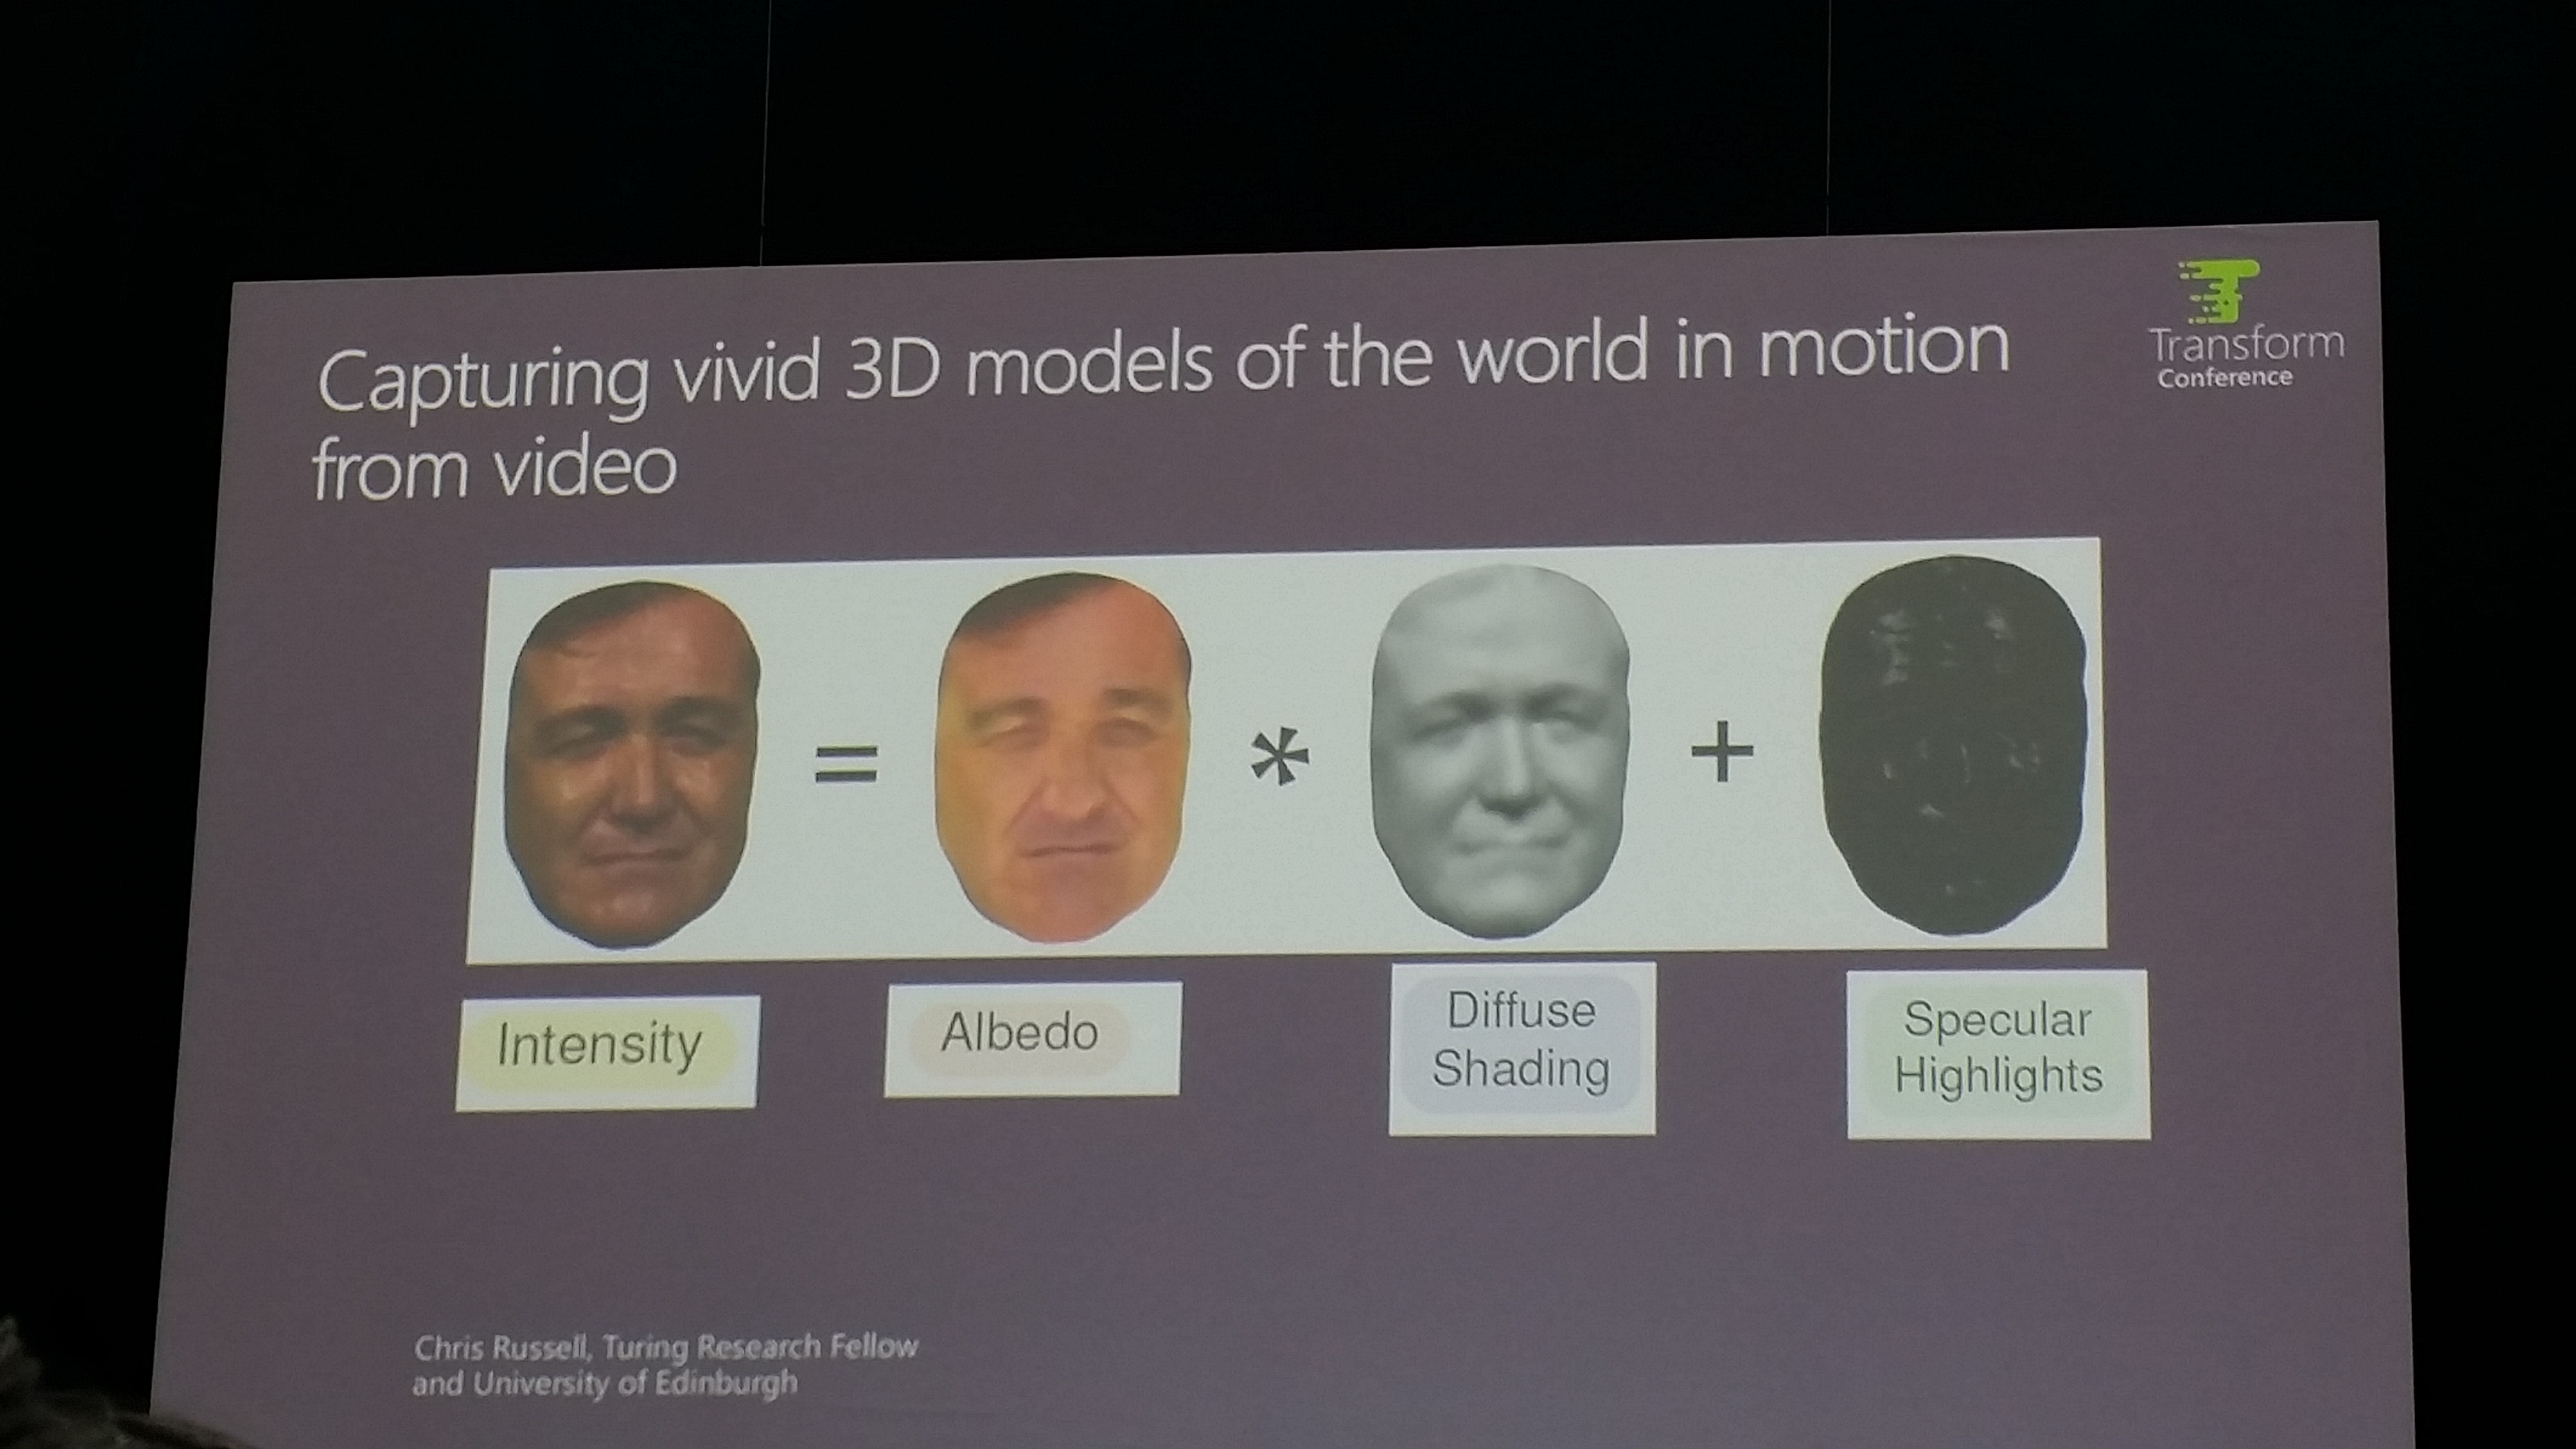 Capturing vivid 3D models of the world in motion
from video
Transform
Conference
=
*
+
Intensity
Albedo
Diffuse
Shading
Specular
Highlights
Chris Russell, Turing Research Fellow
and University of Edinburgh